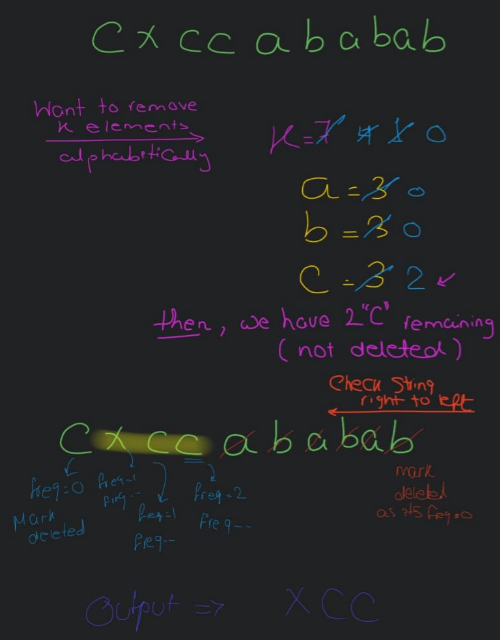 C x c c a b a b a b
Want to remove
K elements
alphabitically
K = 7 4 1 0
a = 3 0
b = 3 0
C = 3 2
then, we have 2 "C" remaining
(not deleted)
Check String
right to left
C x c c a b a b a b
freq=0
Mark
deleted
freq=1
freq--
freq=1
freq--
freq=2
freq--
mark
deleted
as its freq=0
Output => X C C